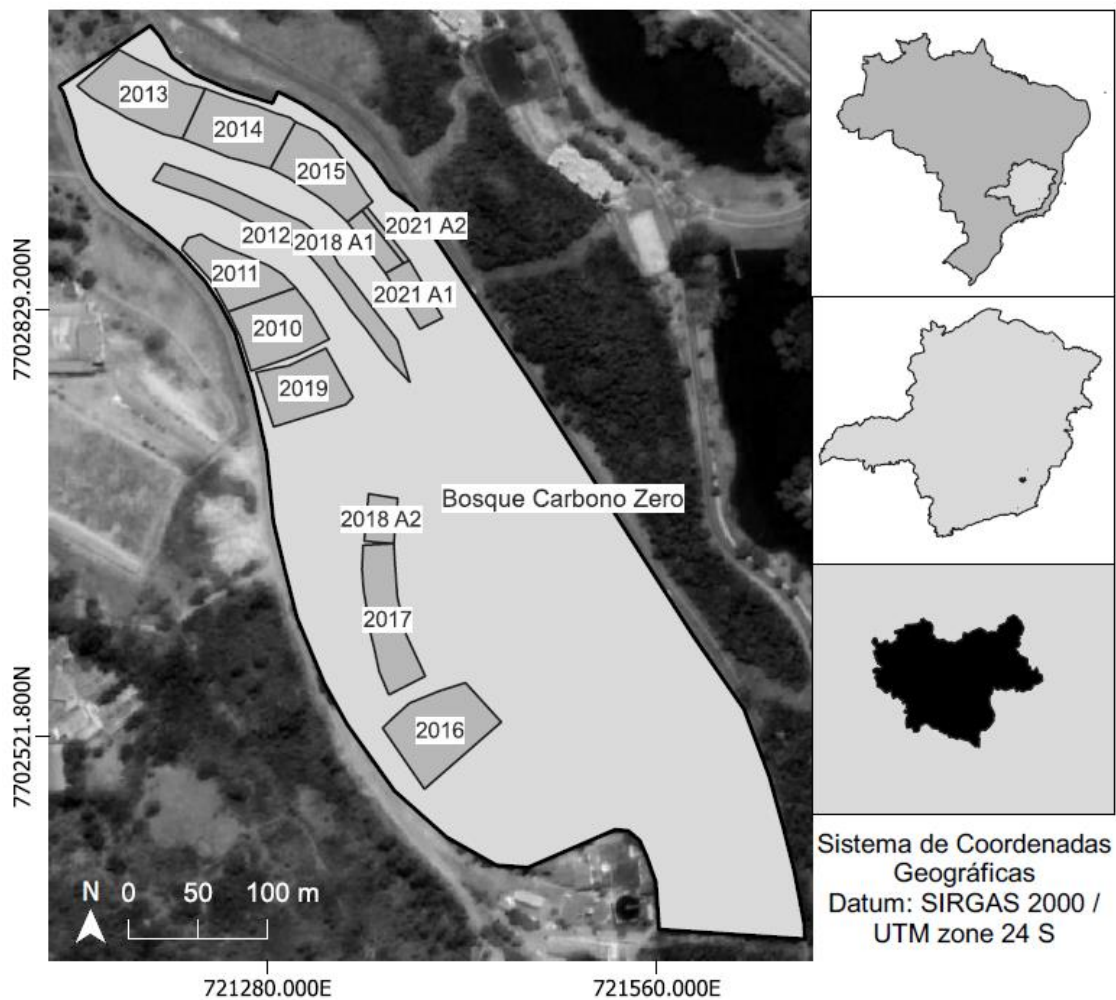 2013
2014
2015
2012
2018 A1
2021 A2
2011
2021 A1
2010
2019
7702829.200N
Bosque Carbono Zero
2018 A2
2017
2016
7702521.800N
N 0 50 100 m
721280.000E
721560.000E
Sistema de Coordenadas
Geográficas
Datum: SIRGAS 2000 /
UTM zone 24 S